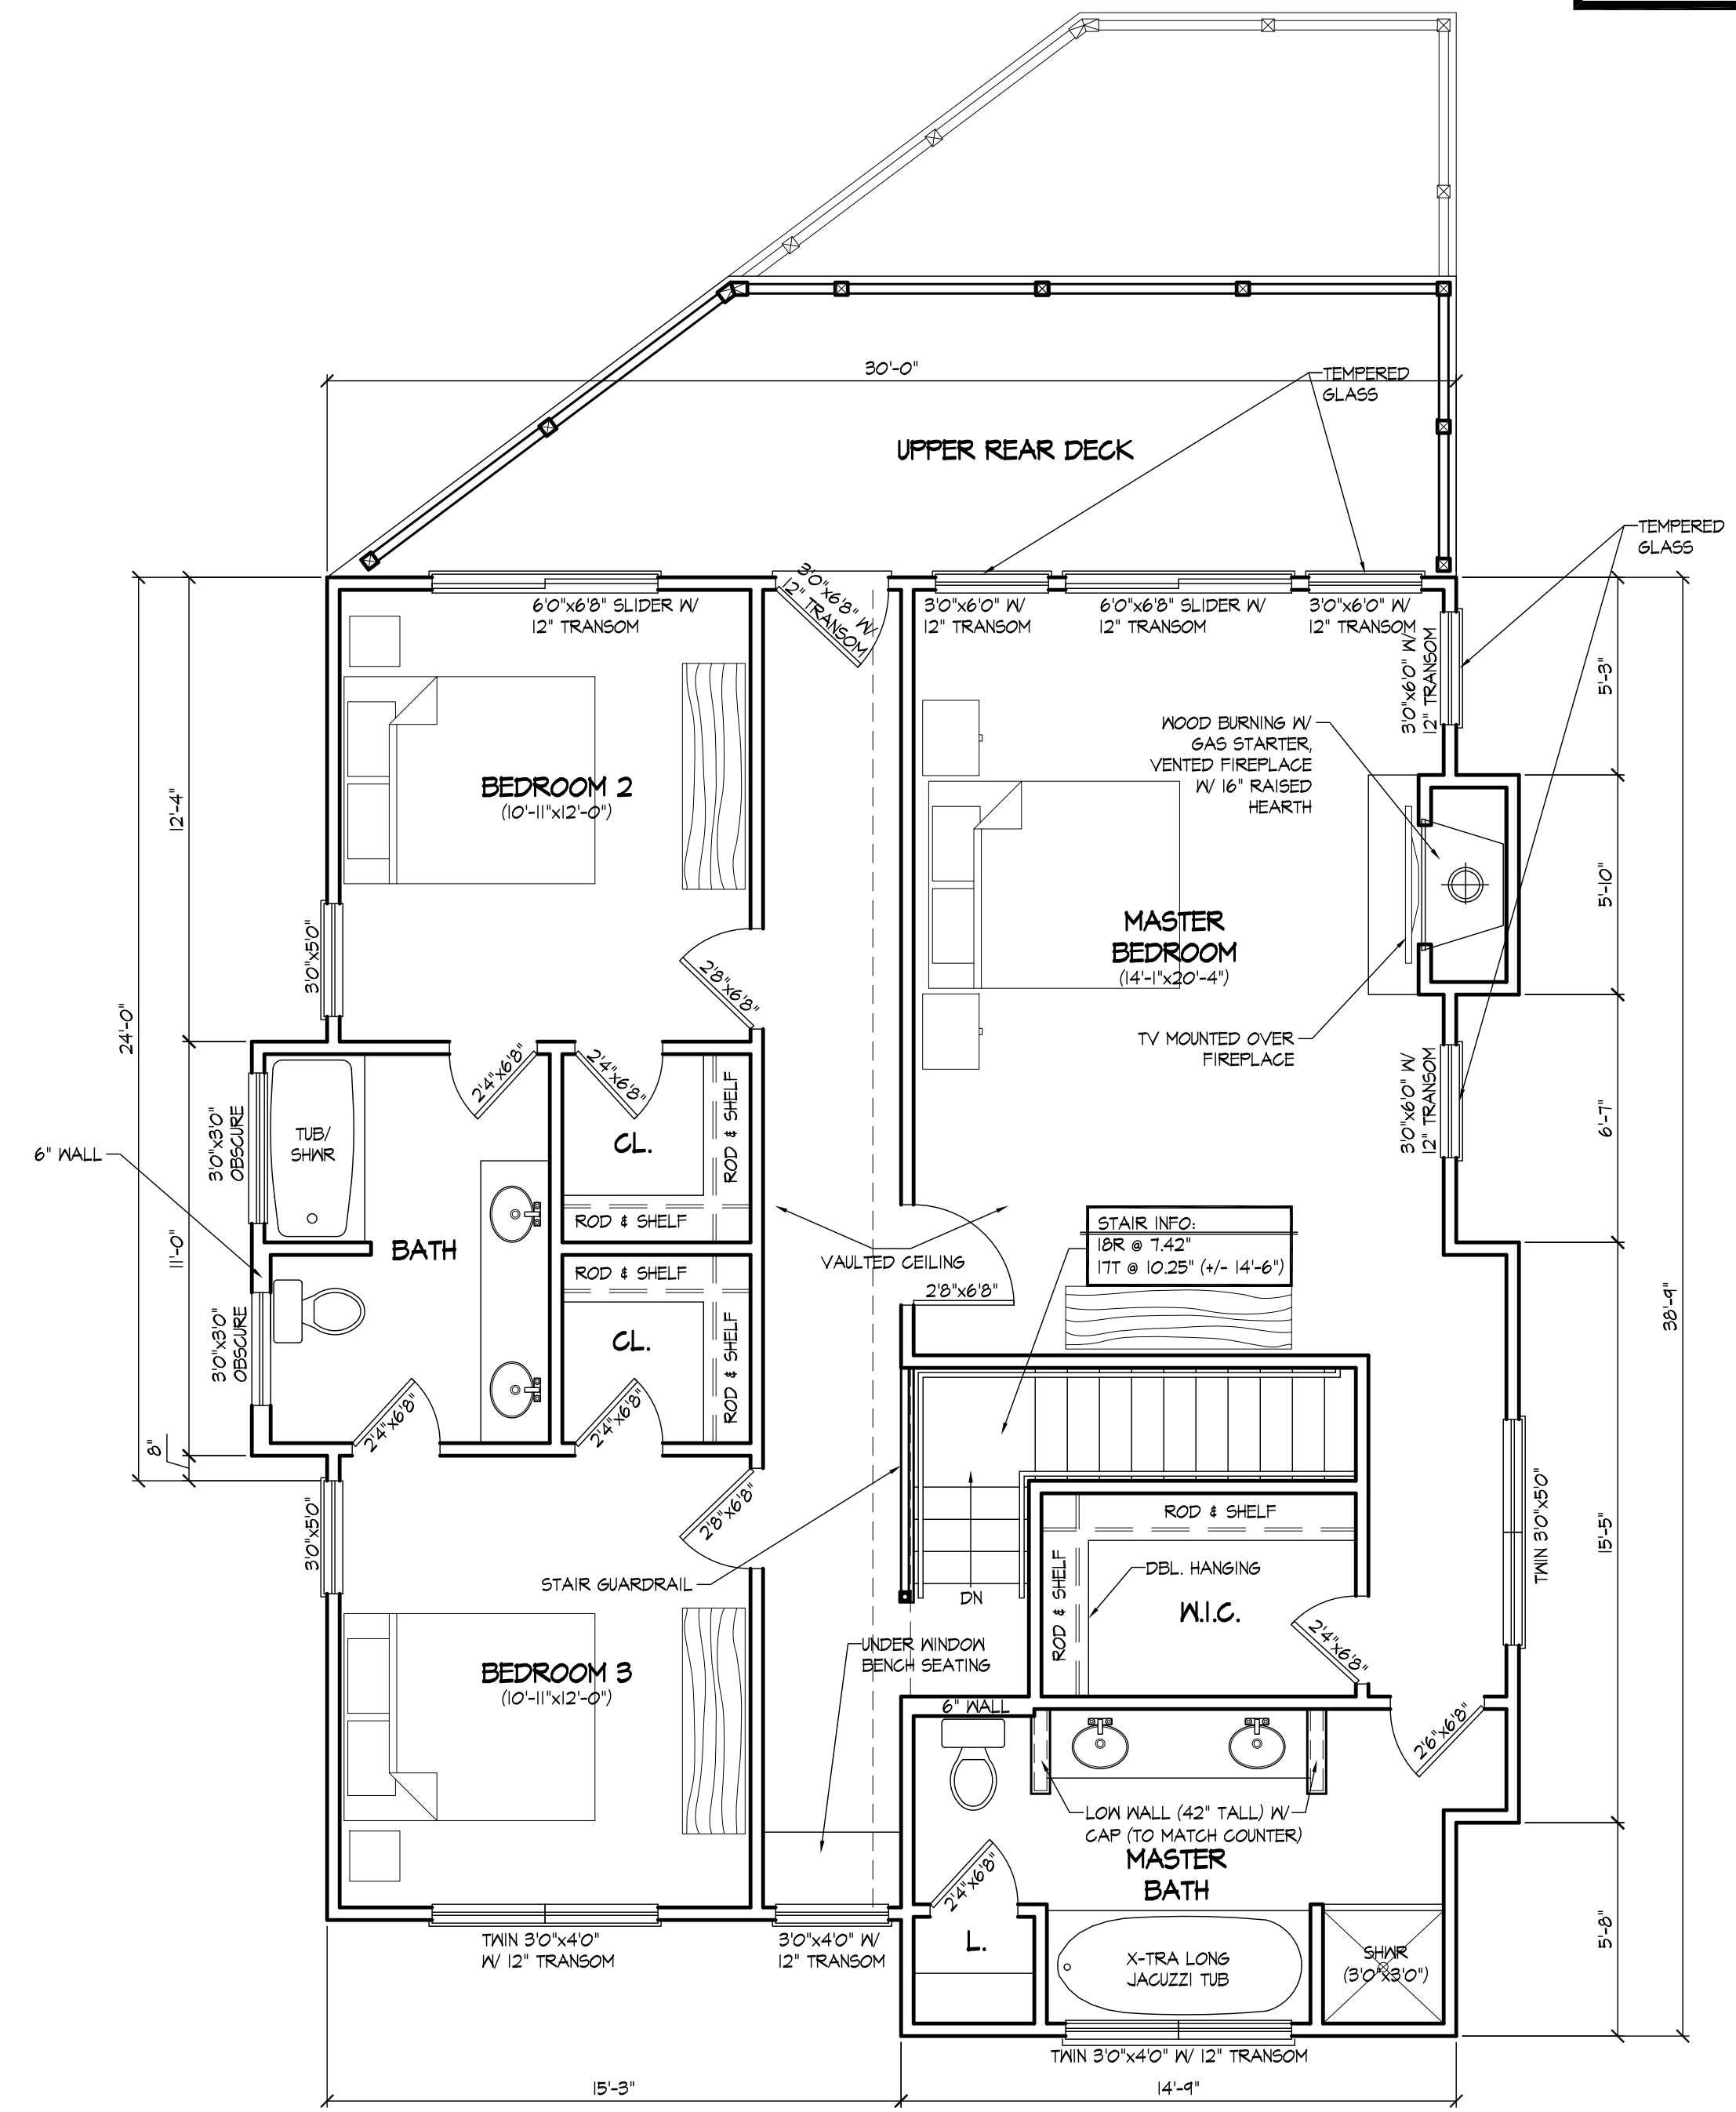 30'-0"
TEMPERED
GLASS
UPPER REAR DECK
TEMPERED
GLASS
6'0"x6'8" SLIDER W/
12" TRANSOM
3'0"x6'8" W/
12" TRANSOM
3'0"x6'0" W/
12" TRANSOM
6'0"x6'8" SLIDER W/
12" TRANSOM
3'0"x6'0" W/
12" TRANSOM
3'0"x6'0" W/
12" TRANSOM
5'-3"
WOOD BURNING W/
GAS STARTER,
VENTED FIREPLACE
W/ 16" RAISED
HEARTH
BEDROOM 2
(10'-11"x12'-0")
12'-4"
5'-10"
MASTER
BEDROOM
(14'-1"x20'-4")
3'0"x5'0"
2'8"x6'8"
24'-0"
TV MOUNTED OVER
FIREPLACE
3'0"x6'0" W/
12" TRANSOM
6'-7"
2'4"x6'8"
2'4"x6'8"
ROD & SHELF
3'0"x3'0"
OBSCURE
TUB/
SHWR
CL.
6" WALL
ROD & SHELF
BATH
11'-0"
VAULTED CEILING
STAIR INFO:
18R @ 7.42"
17T @ 10.25" (+/- 14'-6")
ROD & SHELF
2'8"x6'8"
38'-9"
3'0"x3'0"
OBSCURE
CL.
ROD & SHELF
2'4"x6'8"
2'4"x6'8"
8"
2'8"x6'8"
3'0"x5'0"
ROD & SHELF
TWIN 3'0"x5'0"
15'-5"
STAIR GUARDRAIL
DN
ROD & SHELF
DBL. HANGING
W.I.C.
2'4"x6'8"
UNDER WINDOW
BENCH SEATING
BEDROOM 3
(10'-11"x12'-0")
6" WALL
2'6"x6'8"
LOW WALL (42" TALL) W/
CAP (TO MATCH COUNTER)
MASTER
BATH
2'4"x6'8"
TWIN 3'0"x4'0"
W/ 12" TRANSOM
3'0"x4'0" W/
12" TRANSOM
L.
X-TRA LONG
JACUZZI TUB
SHWR
(3'0"x3'0")
5'-8"
TWIN 3'0"x4'0" W/ 12" TRANSOM
15'-3"
14'-9"